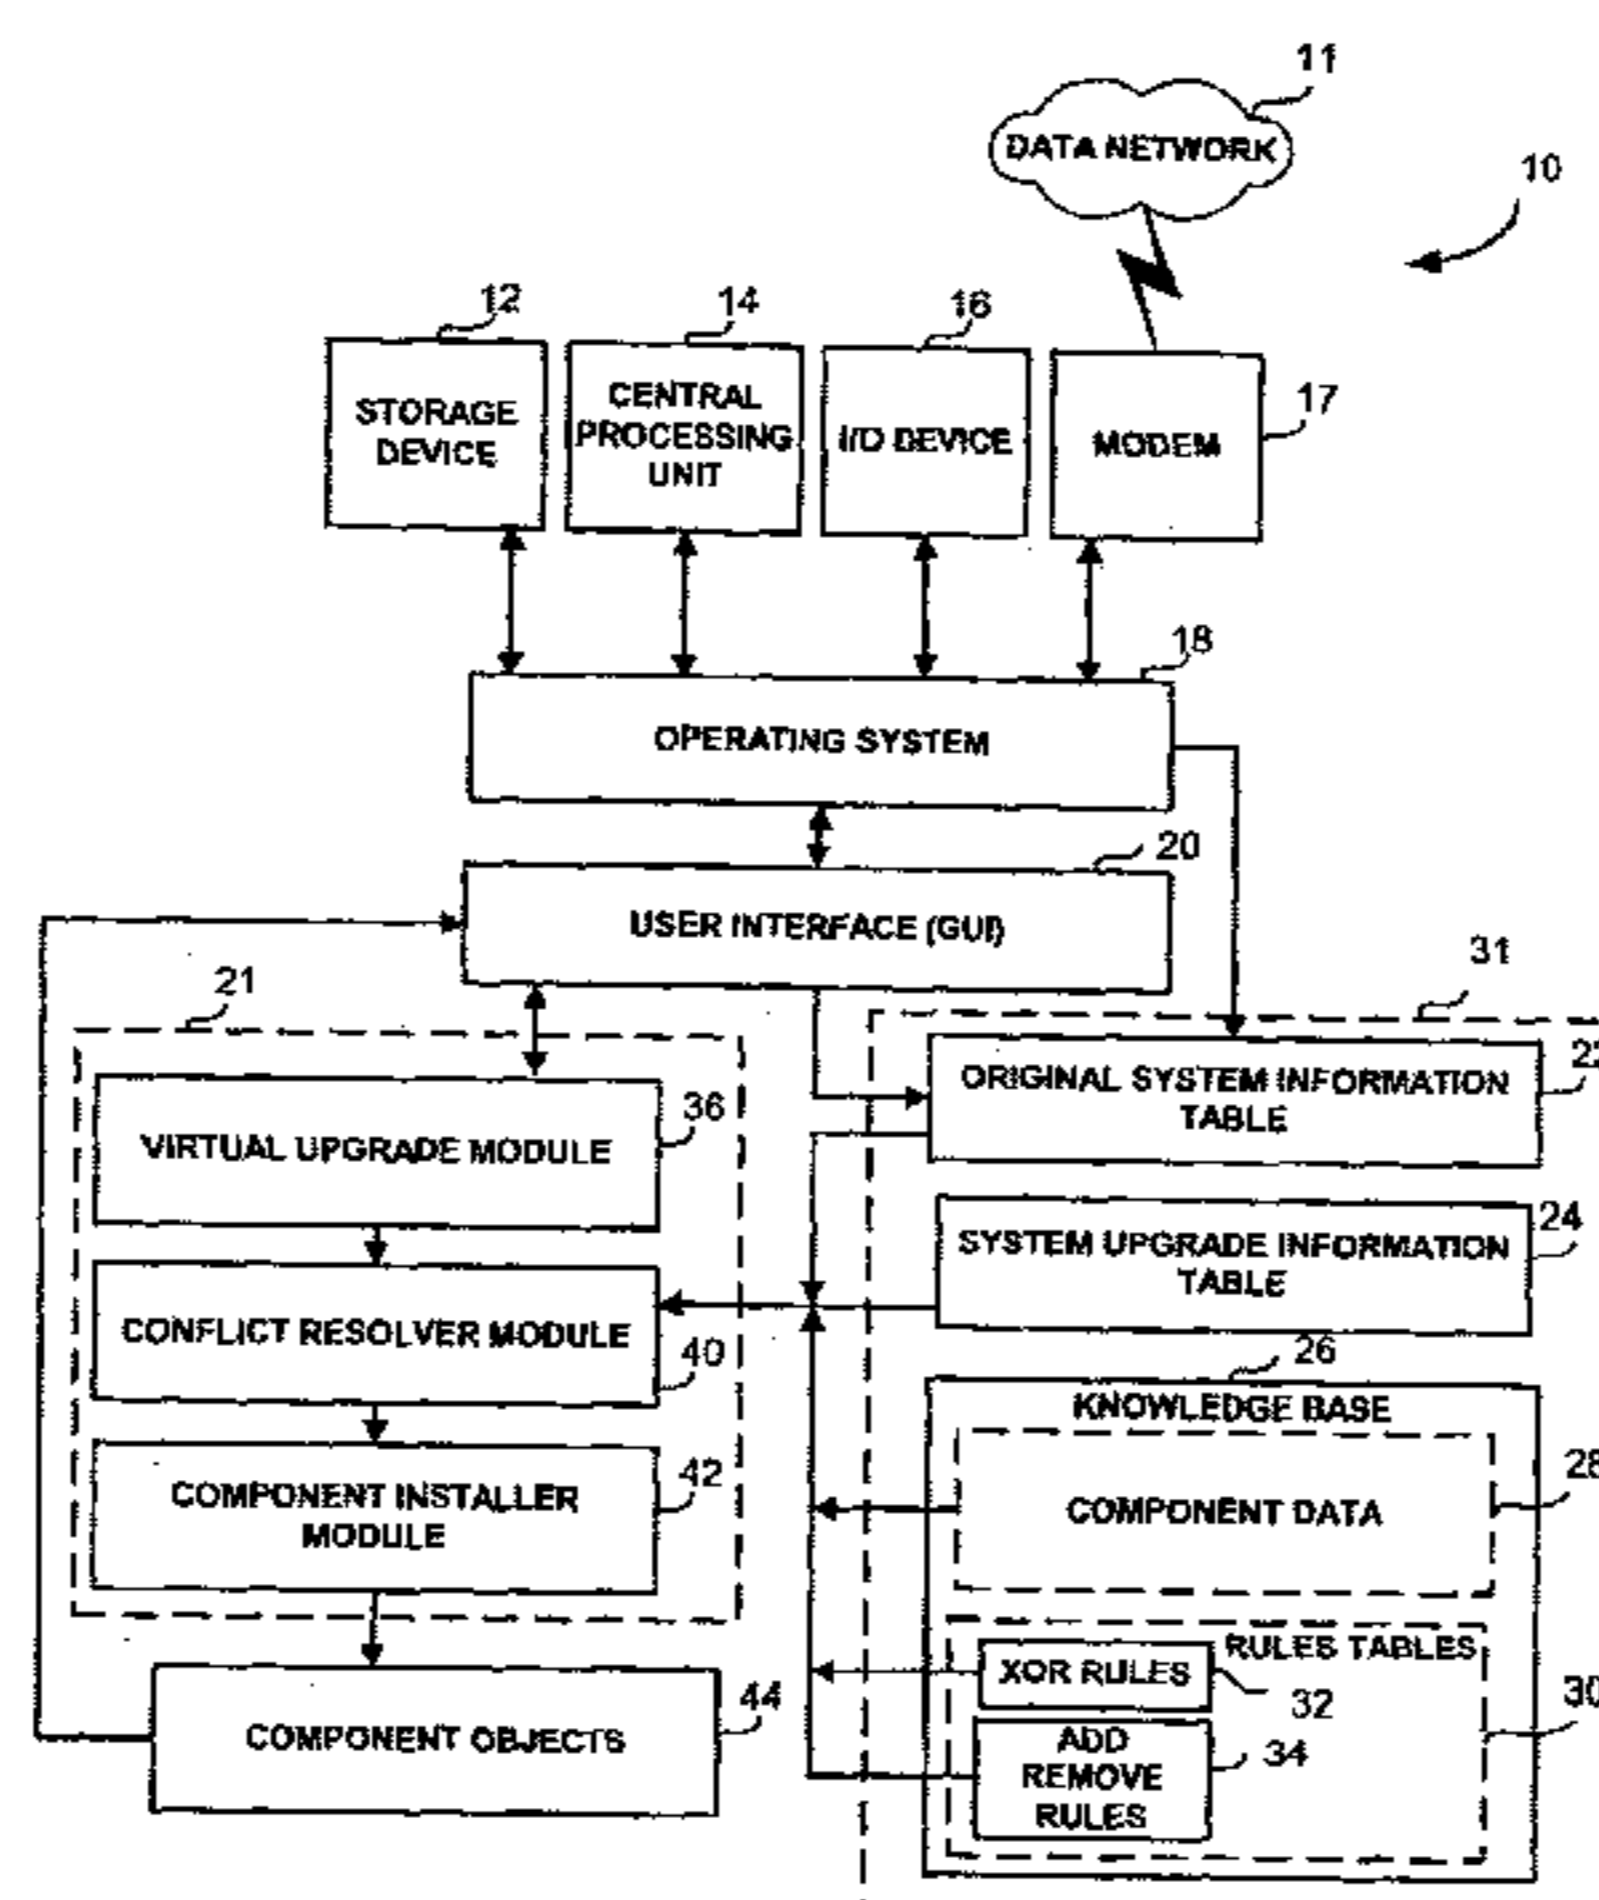 11
DATA NETWORK
10
12
14
16
STORAGE
DEVICE
CENTRAL
PROCESSING
UNIT
I/O DEVICE
MODEM
17
18
OPERATING SYSTEM
20
USER INTERFACE (GUI)
21
31
22
ORIGINAL SYSTEM INFORMATION
TABLE
36
VIRTUAL UPGRADE MODULE
24
SYSTEM UPGRADE INFORMATION
TABLE
CONFLICT RESOLVER MODULE
40
26
KNOWLEDGE BASE
28
COMPONENT DATA
42
COMPONENT INSTALLER
MODULE
RULES TABLES
XOR RULES
32
30
ADD
REMOVE
RULES
34
44
COMPONENT OBJECTS